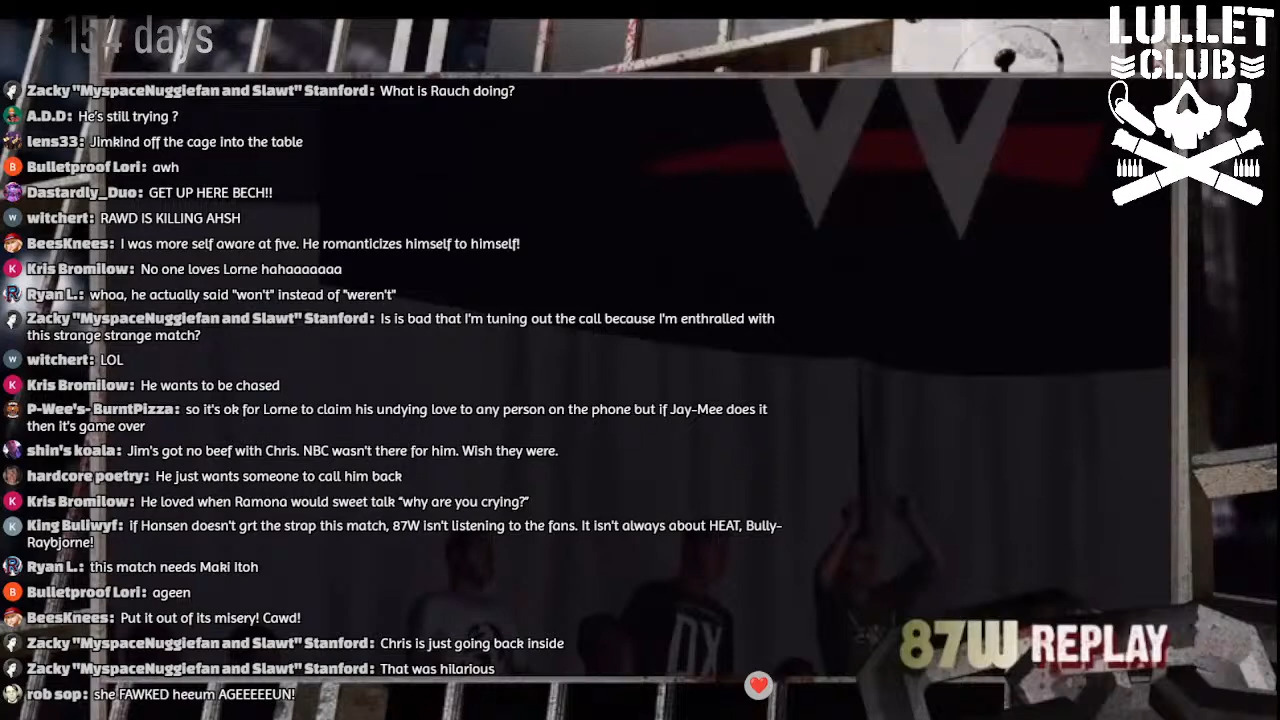 154 days
LULLET
CLUB
Zacky "MyspaceNuggiefan and Slawt" Stanford: What is Rauch doing?
A.D.D: He's still trying ?
lens33: Jimkind off the cage into the table
B Bulletproof Lori: awh
Dastardly_Duo: GET UP HERE BECH!!
w witchert: RAWD IS KILLING AHSH
BeesKnees: I was more self aware at five. He romanticizes himself to himself!
K Kris Bromilow: No one loves Lorne hahaaaaaaa
Ryan L.: whoa, he actually said "won't" instead of "weren't"
Zacky "MyspaceNuggiefan and Slawt" Stanford: Is is bad that I'm tuning out the call because I'm enthralled with
this strange strange match?
w witchert: LOL
K Kris Bromilow: He wants to be chased
P-Wee's- BurntPizza: so it's ok for Lorne to claim his undying love to any person on the phone but if Jay-Mee does it
then it's game over
shin's koala: Jim's got no beef with Chris. NBC wasn't there for him. Wish they were.
hardcore poetry: He just wants someone to call him back
K Kris Bromilow: He loved when Ramona would sweet talk “why are you crying?”
K King Bullwyf: if Hansen doesn't grt the strap this match, 87W isn't listening to the fans. It isn't always about HEAT, Bully-
Raybjorne!
Ryan L.: this match needs Maki Itoh
B Bulletproof Lori: ageen
BeesKnees: Put it out of its misery! Cawd!
Zacky "MyspaceNuggiefan and Slawt" Stanford: Chris is just going back inside
Zacky "MyspaceNuggiefan and Slawt" Stanford: That was hilarious
rob sop: she FAWKED heeum AGEEEEEUN!
W
DX
87W REPLAY